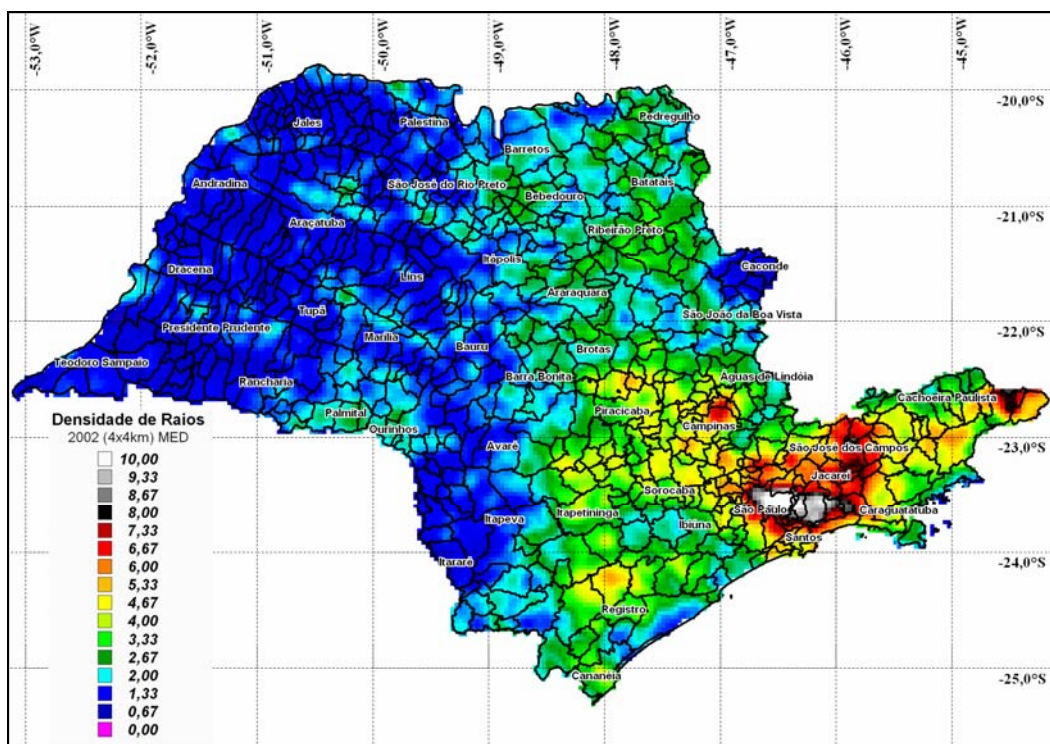 -53,0°W
-52,0°W
-51,0°W
-50,0°W
-49,0°W
-48,0°W
-47,0°W
-46,0°W
-45,0°W
-20,0°S
Pedregulho
Jales
Palestina
Barretos
Andradina
São José do Rio Preto
Batatais
Bebedouro
-21,0°S
Araçatuba
Ribeirão Preto
Itápolis
Caconde
Dracena
Lins
Araraquara
Tupã
São João da Boa Vista
-22,0°S
Presidente Prudente
Marília
Bauru
Brotas
Teodoro Sampaio
Rancharia
Barra Bonita
Águas de Lindóia
Cachoeira Paulista
Palmital
Piracicaba
Campinas
Ourinhos
-23,0°S
Avaré
São José dos Campos
Jacareí
Sorocaba
Itapeva
Itapetininga
São Paulo
Caraguatatuba
Ibiuna
Santos
Itararé
-24,0°S
Registro
Cananéia
-25,0°S
Densidade de Raios
2002 (4x4km) MED
10,00
9,33
8,67
8,00
7,33
6,67
6,00
5,33
4,67
4,00
3,33
2,67
2,00
1,33
0,67
0,00